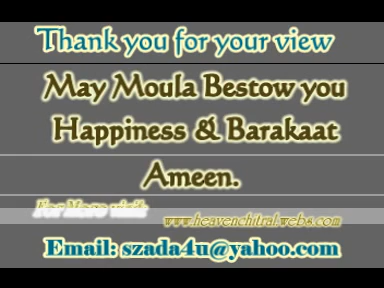 Thank you for your view
May Moula Bestow you
Happiness & Barakaat
Ameen.
For More visit:
www.heavenchitral.webs.com
Email: szada4u@yahoo.com